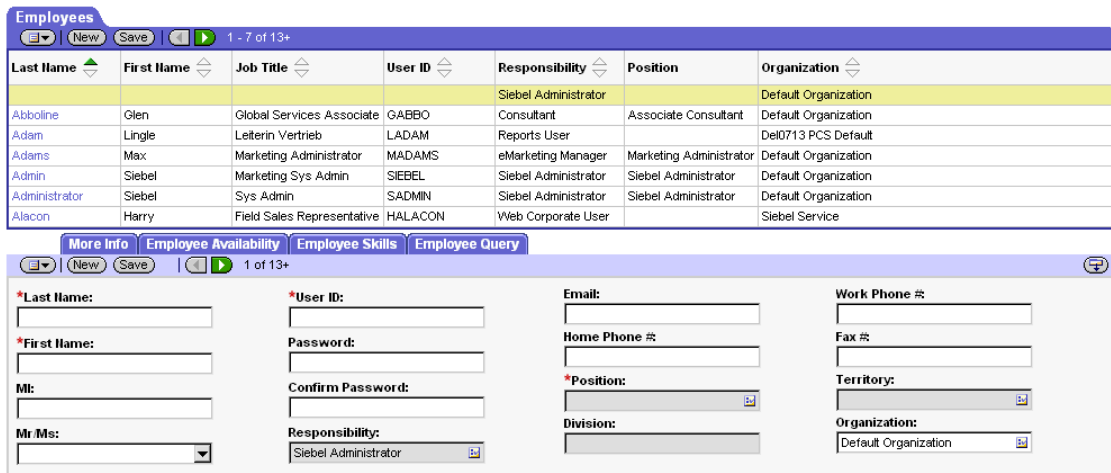 Employees
New Save 1 - 7 of 13+
Last Name First Name Job Title User ID Responsibility Position Organization
Siebel Administrator Default Organization
Abboline Glen Global Services Associate GABBO Consultant Associate Consultant Default Organization
Adam Lingle Leiterin Vertrieb LADAM Reports User Del0713 PCS Default
Adams Max Marketing Administrator MADAMS eMarketing Manager Marketing Administrator Default Organization
Admin Siebel Marketing Sys Admin SIEBEL Siebel Administrator Siebel Administrator Default Organization
Administrator Siebel Sys Admin SADMIN Siebel Administrator Siebel Administrator Default Organization
Alacon Harry Field Sales Representative HALACON Web Corporate User Siebel Service
More Info Employee Availability Employee Skills Employee Query
New Save 1 of 13+
*Last Name: *User ID: Email: Work Phone #:
*First Name: Password: Home Phone #: Fax #:
MI: Confirm Password: *Position: Territory:
Mr/Ms: Responsibility: Division: Organization:
Siebel Administrator Default Organization